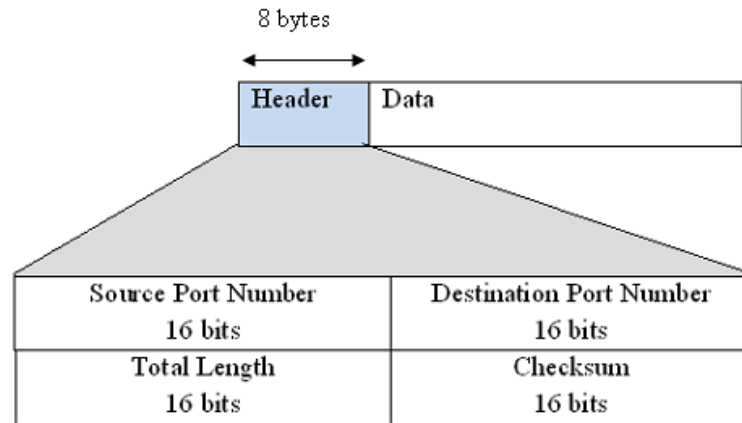 8 bytes
Header
Data
Source Port Number
16 bits
Destination Port Number
16 bits
Total Length
16 bits
Checksum
16 bits